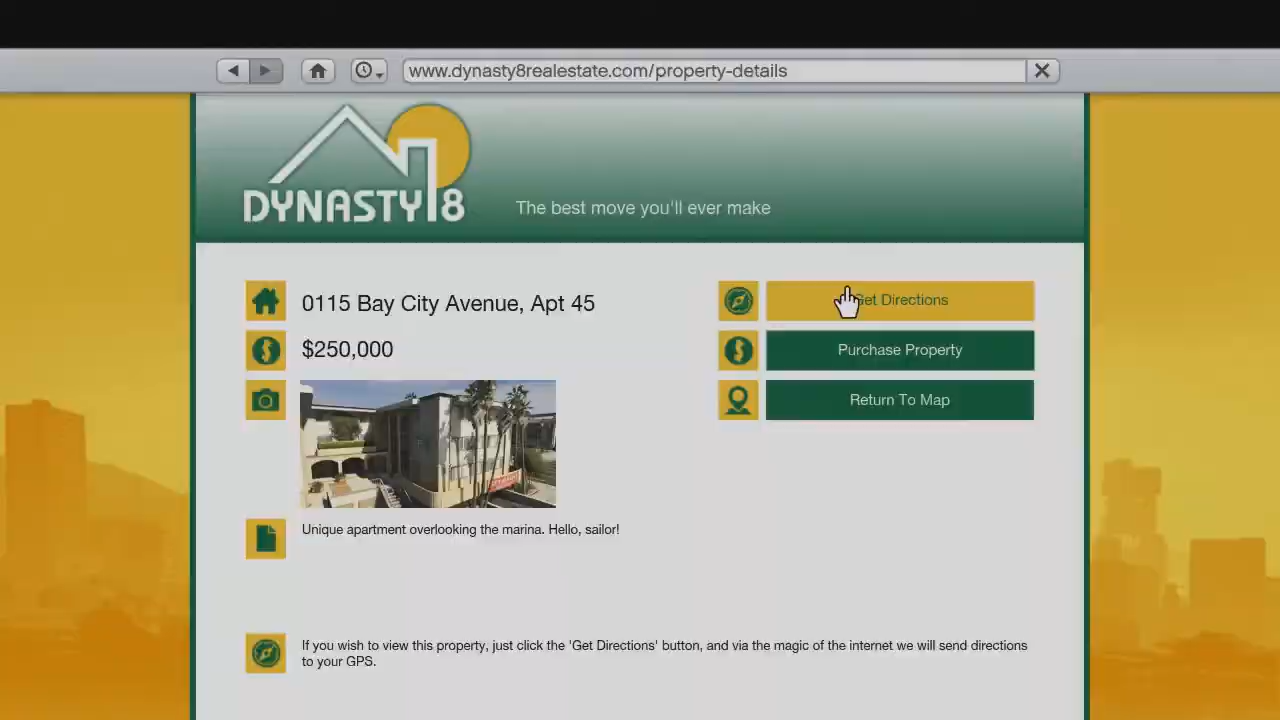 www.dynasty8realestate.com/property-details
DYNASTY 8
The best move you'll ever make
0115 Bay City Avenue, Apt 45
Get Directions
$250,000
Purchase Property
Return To Map
Unique apartment overlooking the marina. Hello, sailor!
If you wish to view this property, just click the 'Get Directions' button, and via the magic of the internet we will send directions
to your GPS.